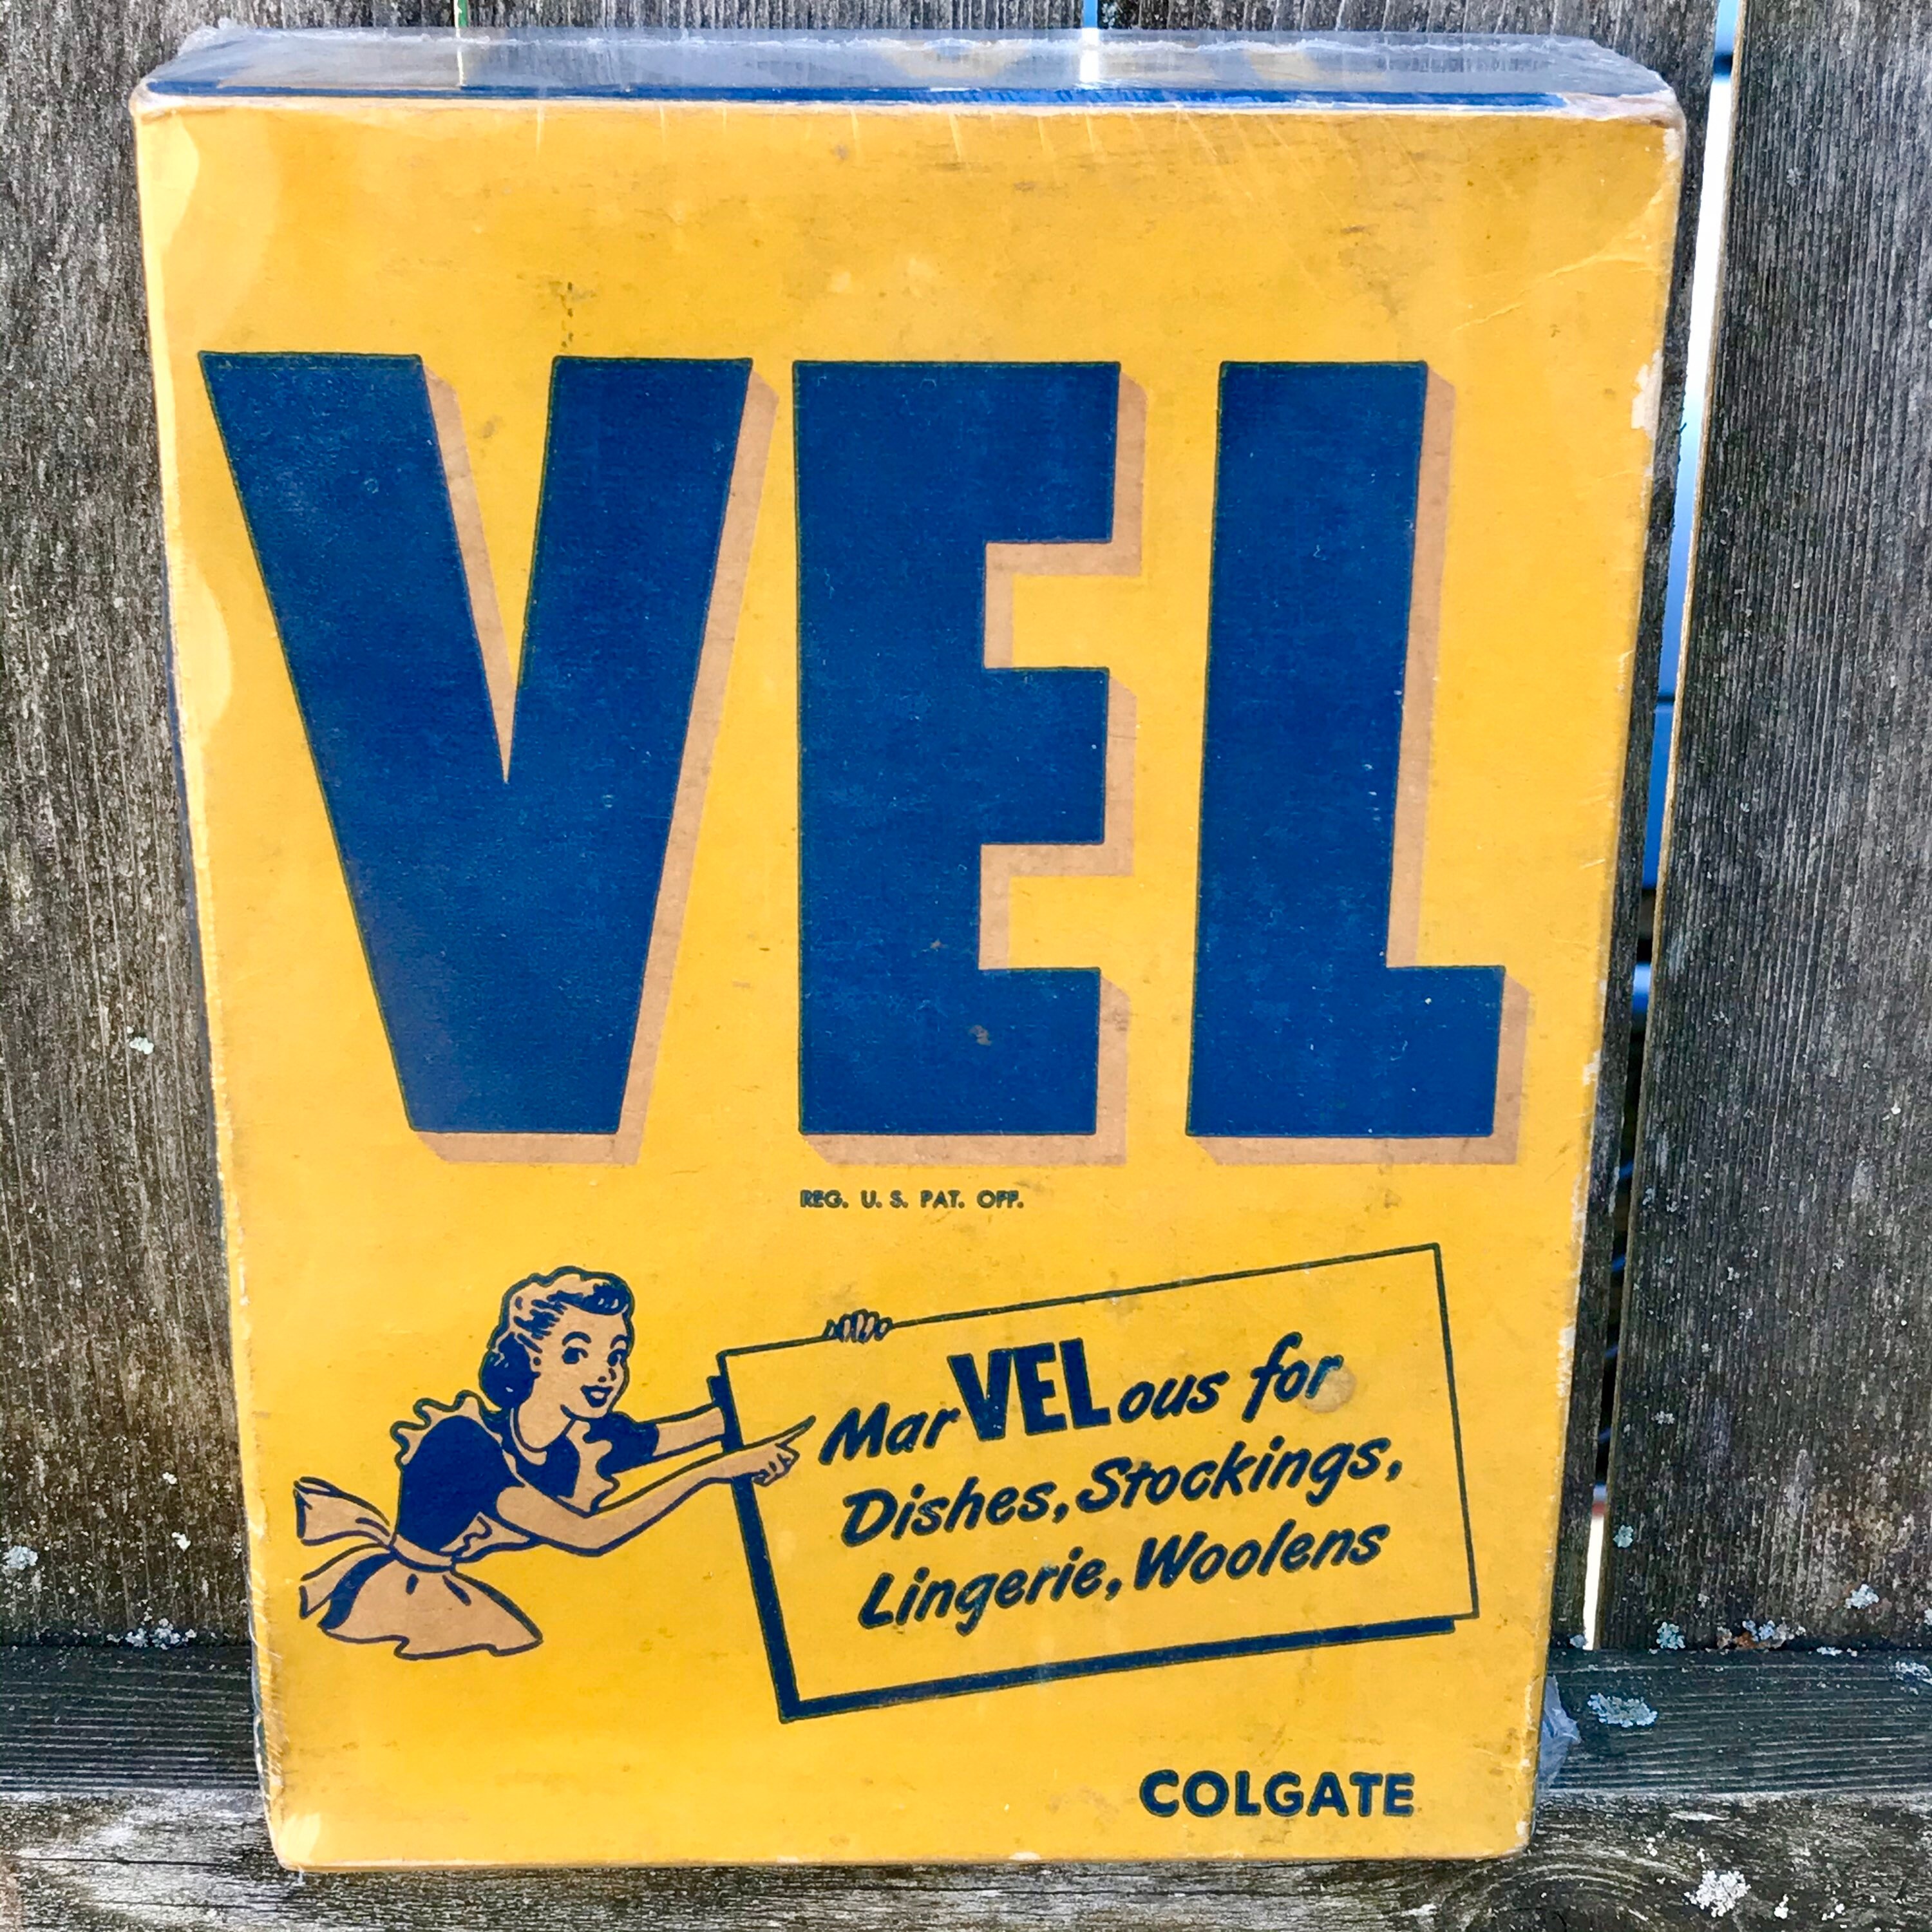 VEL
REG. U. S. PAT. OFF.
MarVELous for
Dishes, Stockings,
Lingerie, Woolens
COLGATE